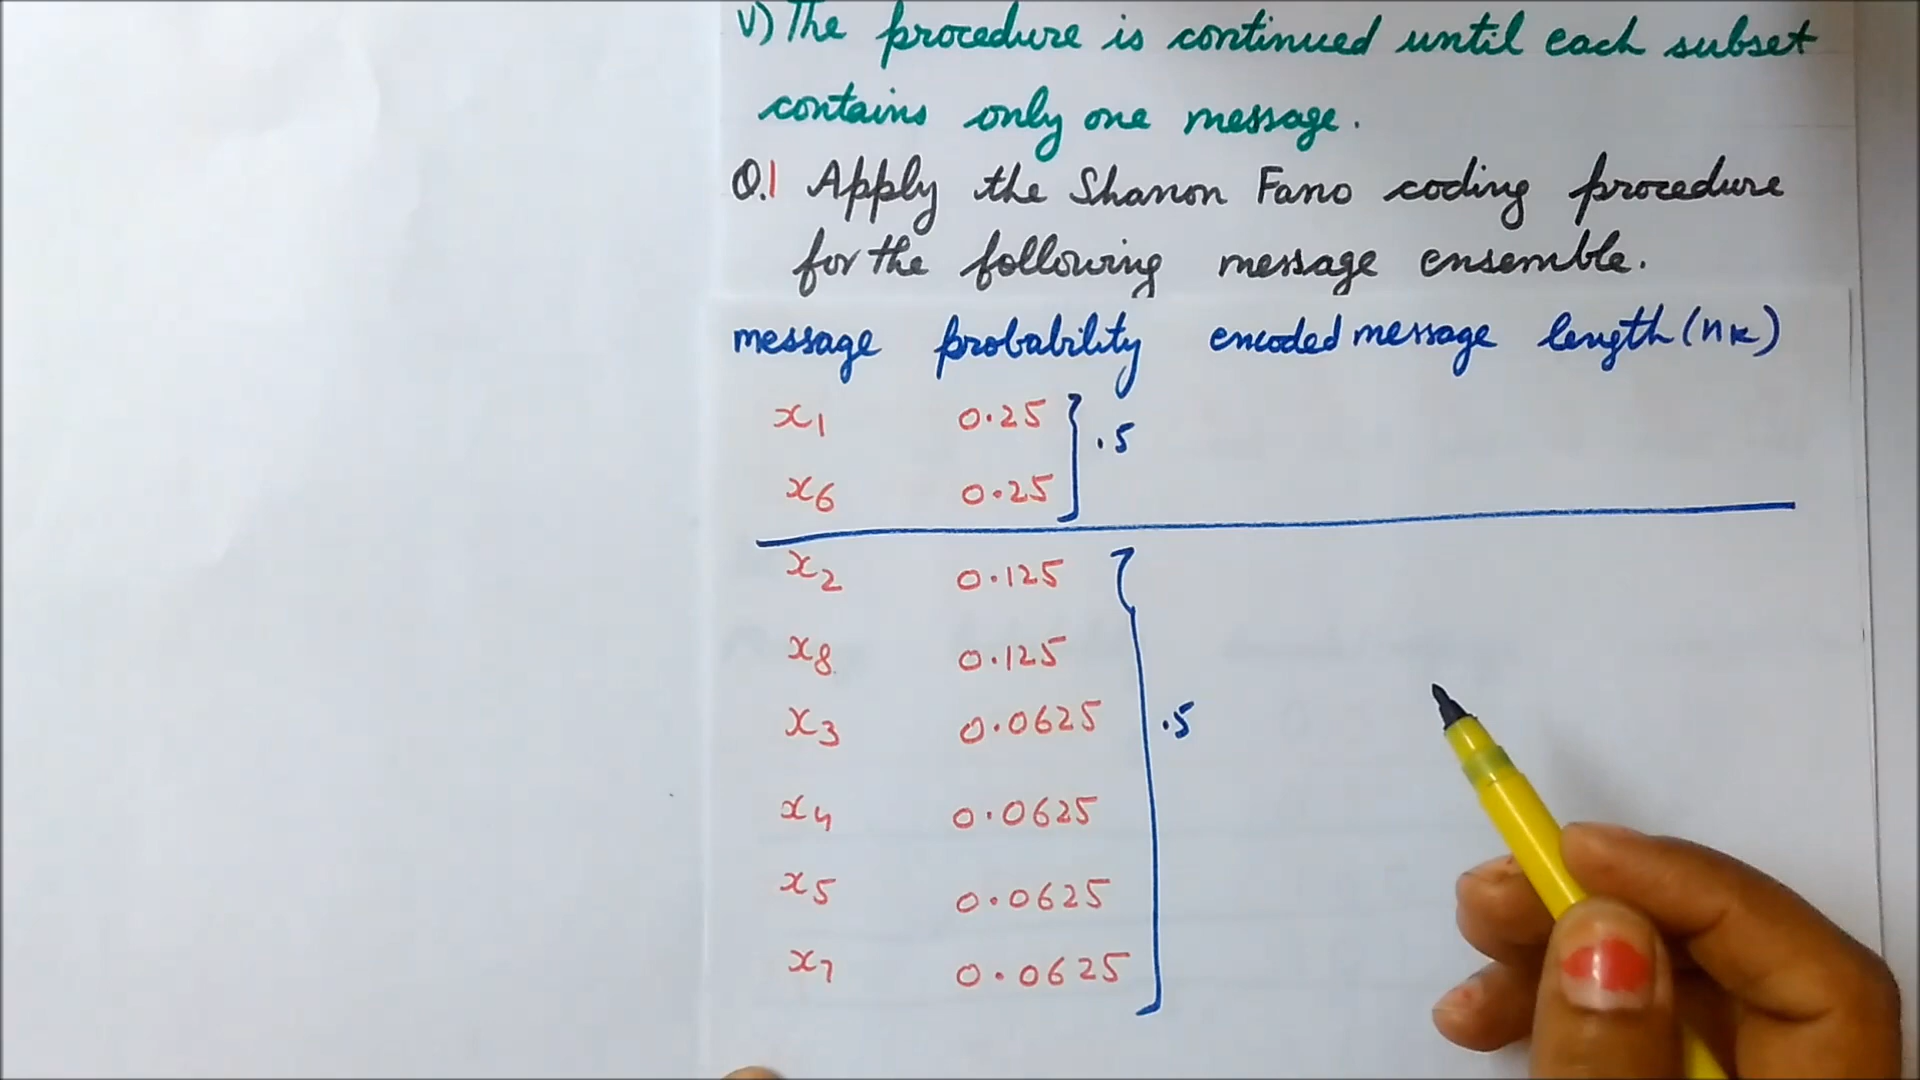 V) The procedure is continued until each subset
contains only one message.
Q.1 Apply the Shanon Fano coding procedure
for the following message ensemble.
message probability encoded message length (nk)
x1 0.25
.5
x6 0.25
x2 0.125
x8 0.125
x3 0.0625 .5
x4 0.0625
x5 0.0625
x7 0.0625